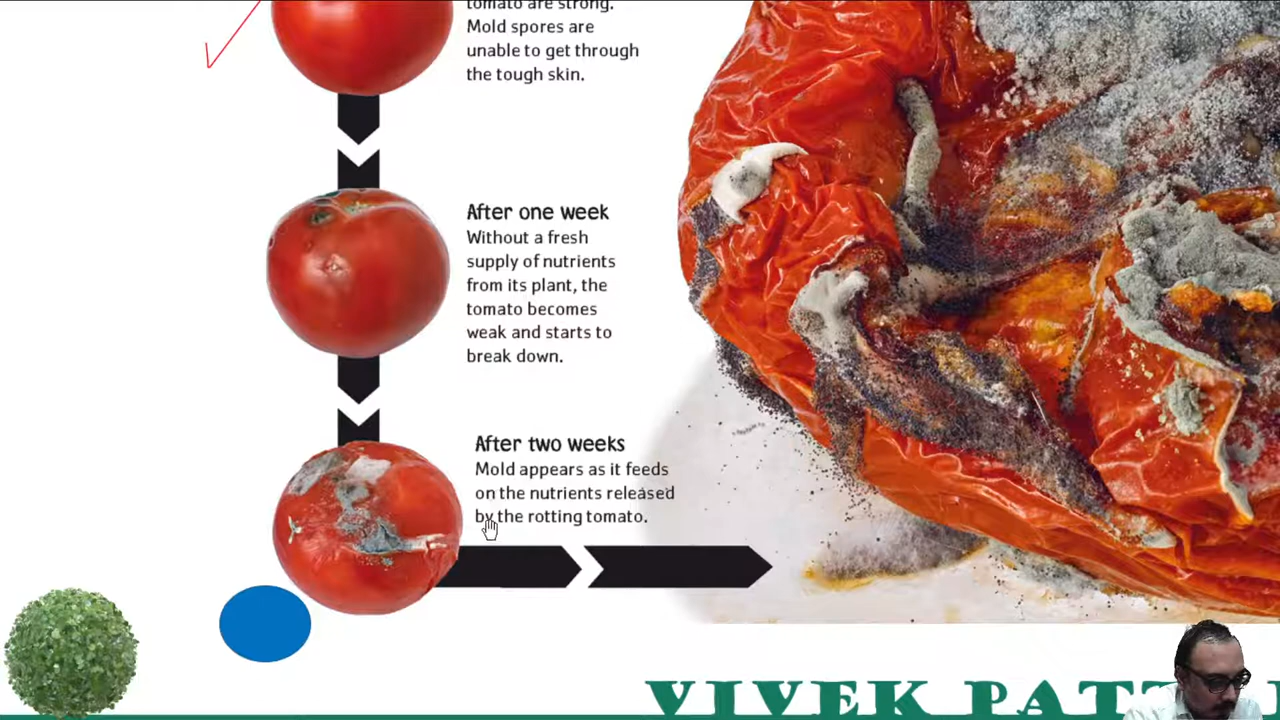 tomato are strong.
Mold spores are
unable to get through
the tough skin.
After one week
Without a fresh
supply of nutrients
from its plant, the
tomato becomes
weak and starts to
break down.
After two weeks
Mold appears as it feeds
on the nutrients released
by the rotting tomato.
VIVEK